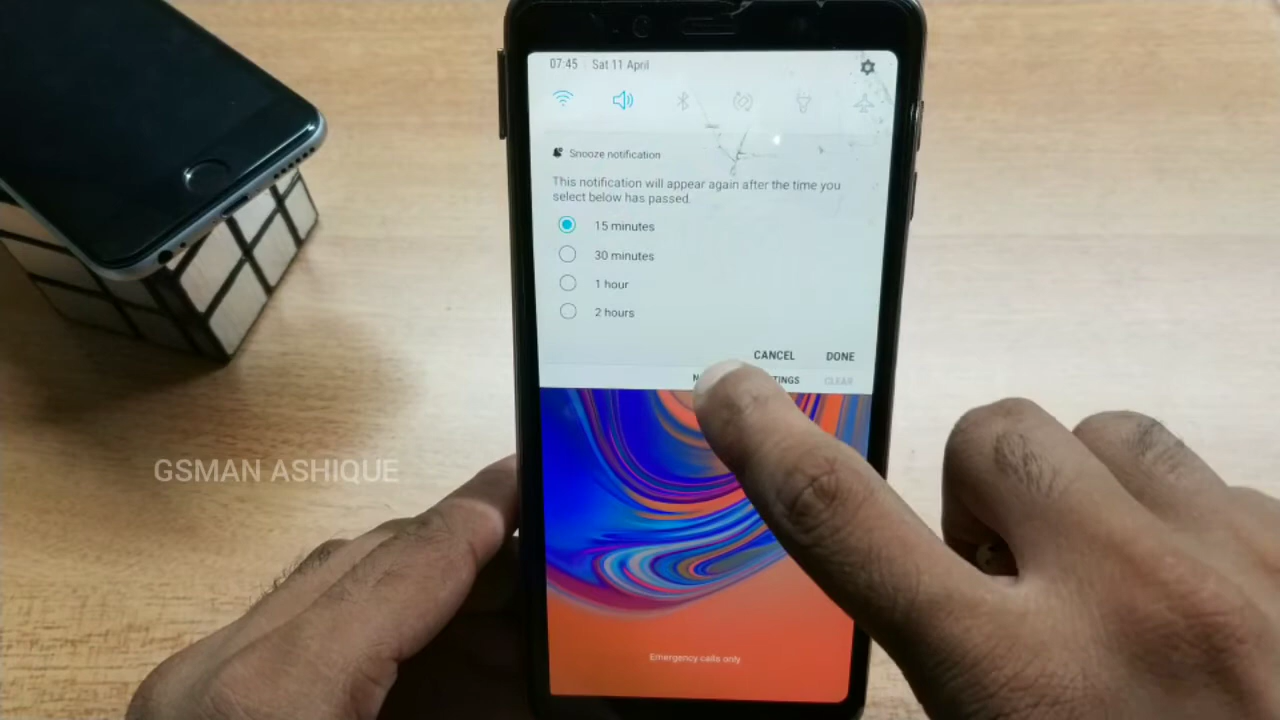 07:45 Sat 11 April
Snooze notification
This notification will appear again after the time you
select below has passed.
15 minutes
30 minutes
1 hour
2 hours
CANCEL DONE
CLEAR
GSMAN ASHIQUE
Emergency calls only